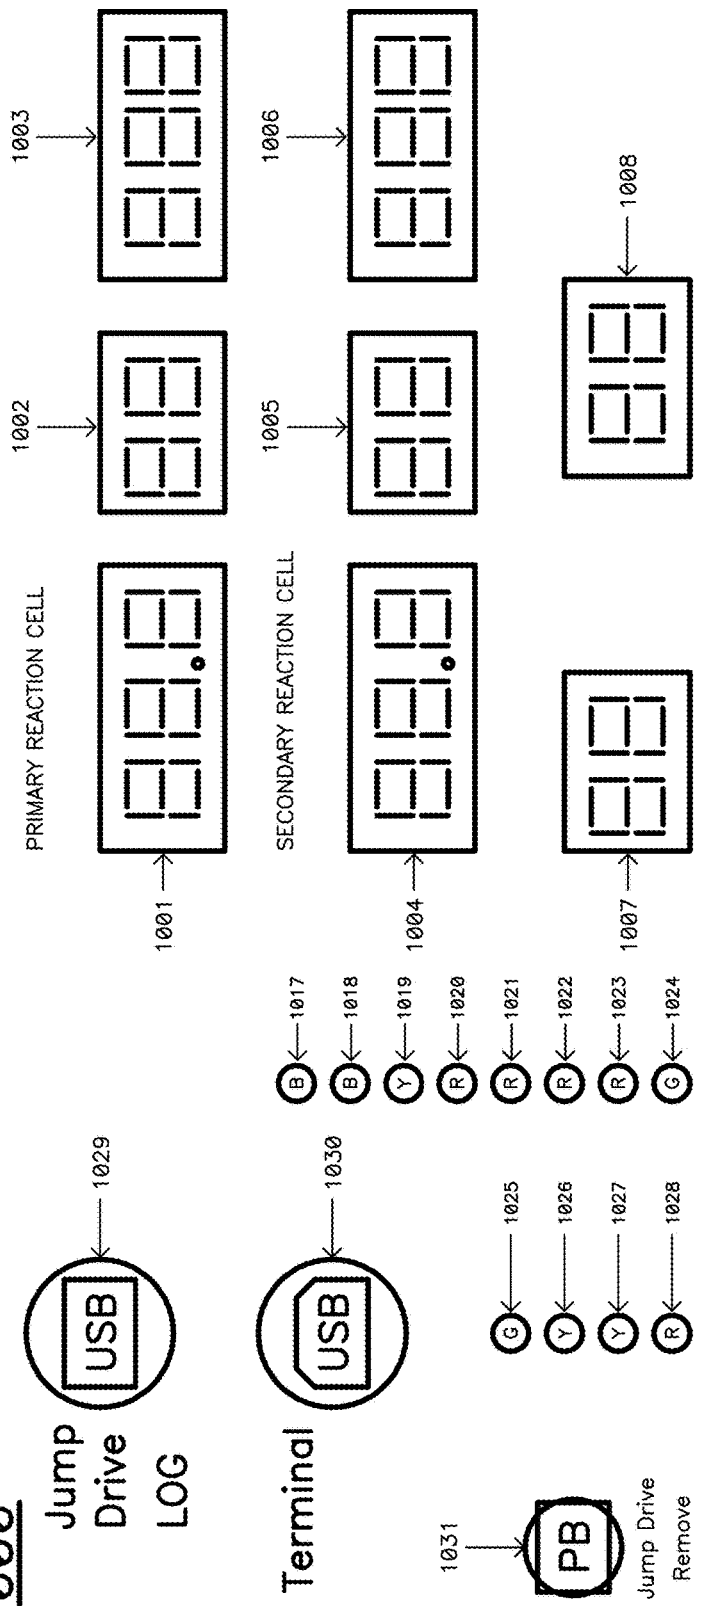 1002
1003
PRIMARY REACTION CELL
Jump
Drive
LOG
USB
1029
1001
1005
1006
SECONDARY REACTION CELL
Terminal
USB
1030
1004
B 1017
B 1018
Y 1019
R 1020
R 1021
R 1022
R 1023
G 1024
G 1025
Y 1026
Y 1027
R 1028
1007
1008
1031
PB
Jump Drive
Remove